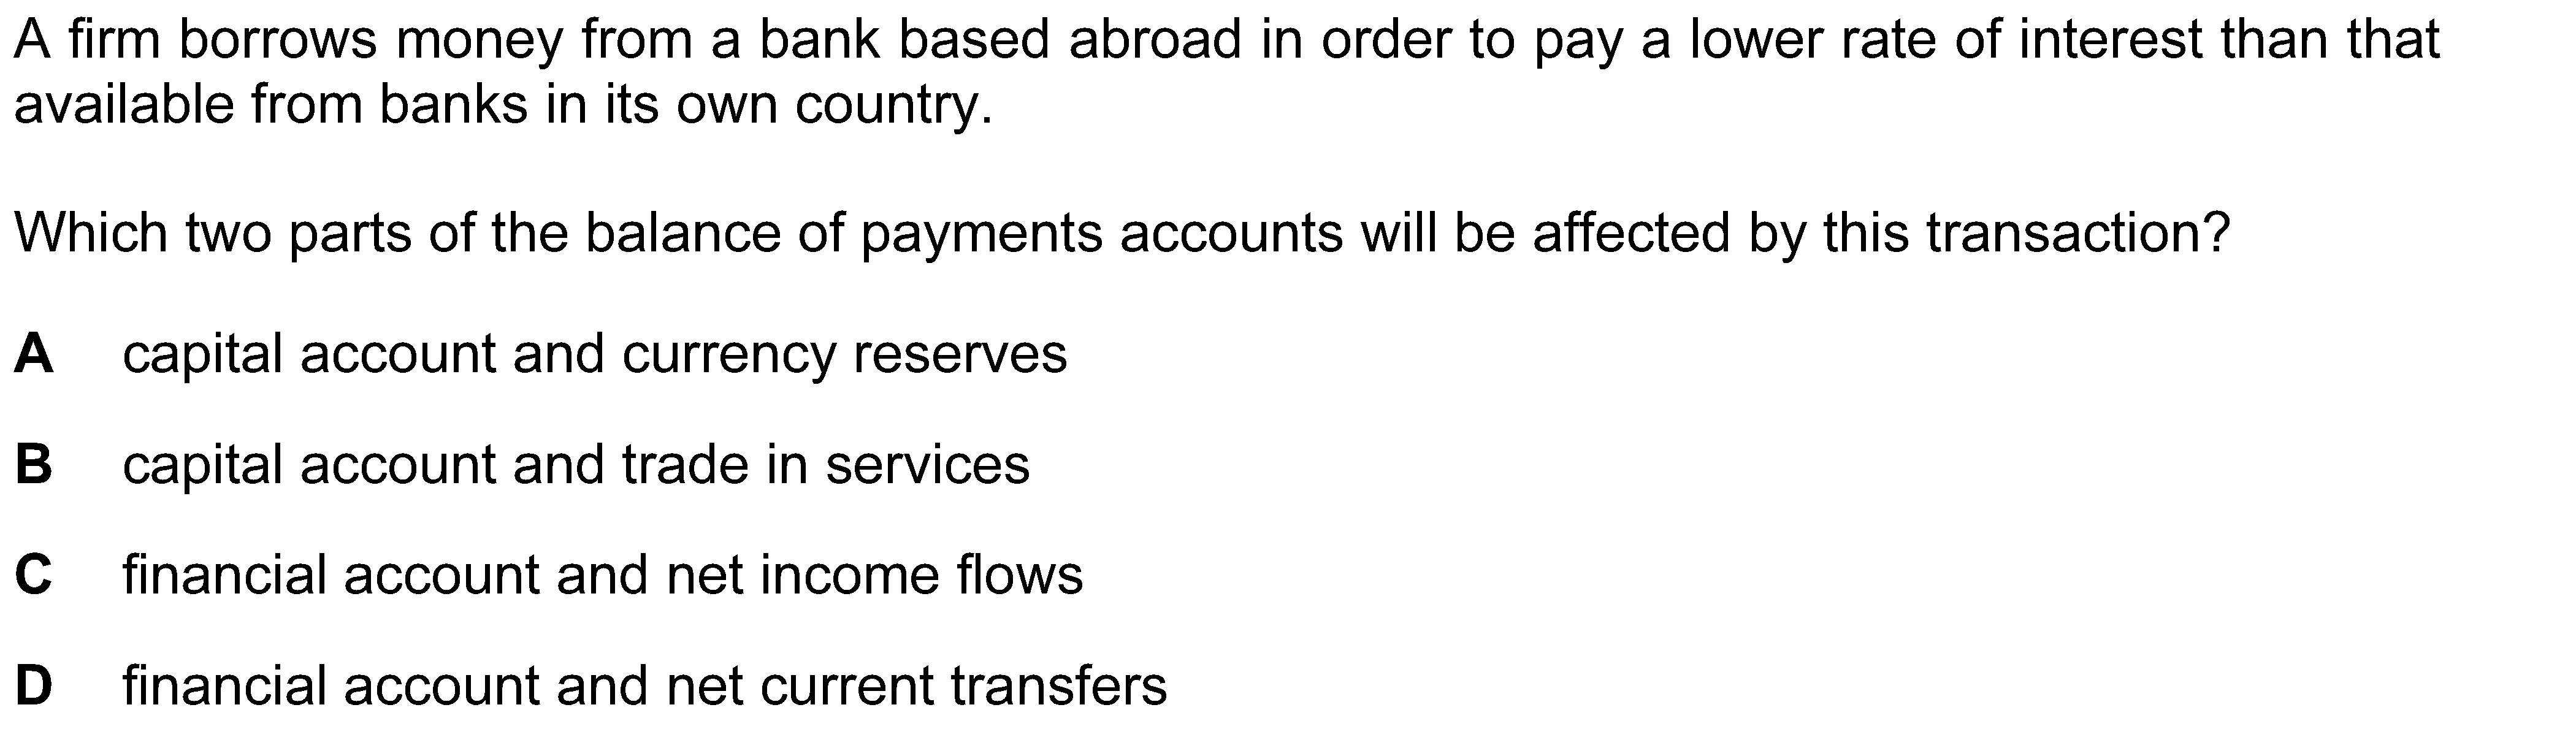 A firm borrows money from a bank based abroad in order to pay a lower rate of interest than that
available from banks in its own country.
Which two parts of the balance of payments accounts will be affected by this transaction?
A capital account and currency reserves
B capital account and trade in services
C financial account and net income flows
D financial account and net current transfers